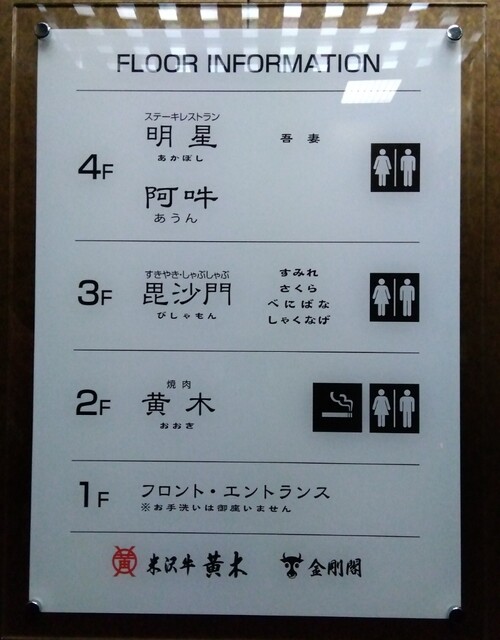 FLOOR INFORMATION
4F
ステーキレストラン
明星
あかぼし
吾妻
阿吽
あうん
3F
すきやき・しゃぶしゃぶ
毘沙門
びしゃもん
すみれ
さくら
べにばな
しゃくなげ
2F
焼肉
黄木
おおき
1F
フロント・エントランス
※お手洗いは御座いません
黄 米沢牛 黄木 金剛閣